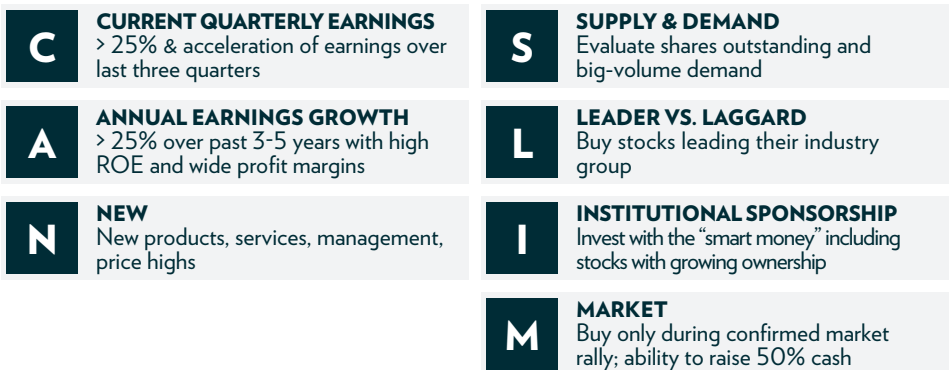 C
CURRENT QUARTERLY EARNINGS
> 25% & acceleration of earnings over
last three quarters
A
ANNUAL EARNINGS GROWTH
> 25% over past 3-5 years with high
ROE and wide profit margins
N
NEW
New products, services, management,
price highs
S
SUPPLY & DEMAND
Evaluate shares outstanding and
big-volume demand
L
LEADER VS. LAGGARD
Buy stocks leading their industry
group
I
INSTITUTIONAL SPONSORSHIP
Invest with the “smart money” including
stocks with growing ownership
M
MARKET
Buy only during confirmed market
rally; ability to raise 50% cash